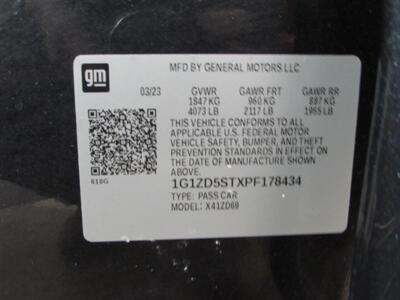 MFD BY GENERAL MOTORS LLC
gm
03/23 GVWR GAWR FRT GAWR RR
1847 KG 960 KG 887 KG
4073 LB 2117 LB 1955 LB
THIS VEHICLE CONFORMS TO ALL APPLICABLE
U.S. FEDERAL MOTOR
VEHICLE SAFETY, BUMPER, AND THEFT
PREVENTION STANDARDS IN EFFECT ON THE
DATE OF MANUFACTURE SHOWN
ABOVE.
618G
1G1ZD5STXPF178434
TYPE: PASS CAR
MODEL: X41ZD69